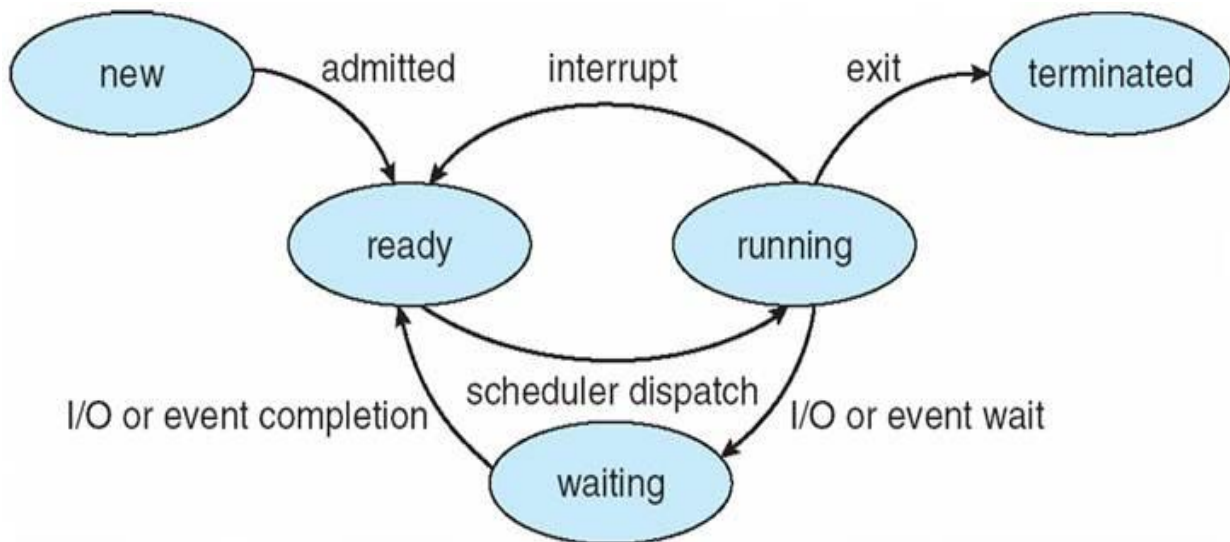 new
admitted
interrupt
exit
terminated
ready
running
scheduler dispatch
I/O or event completion
I/O or event wait
waiting